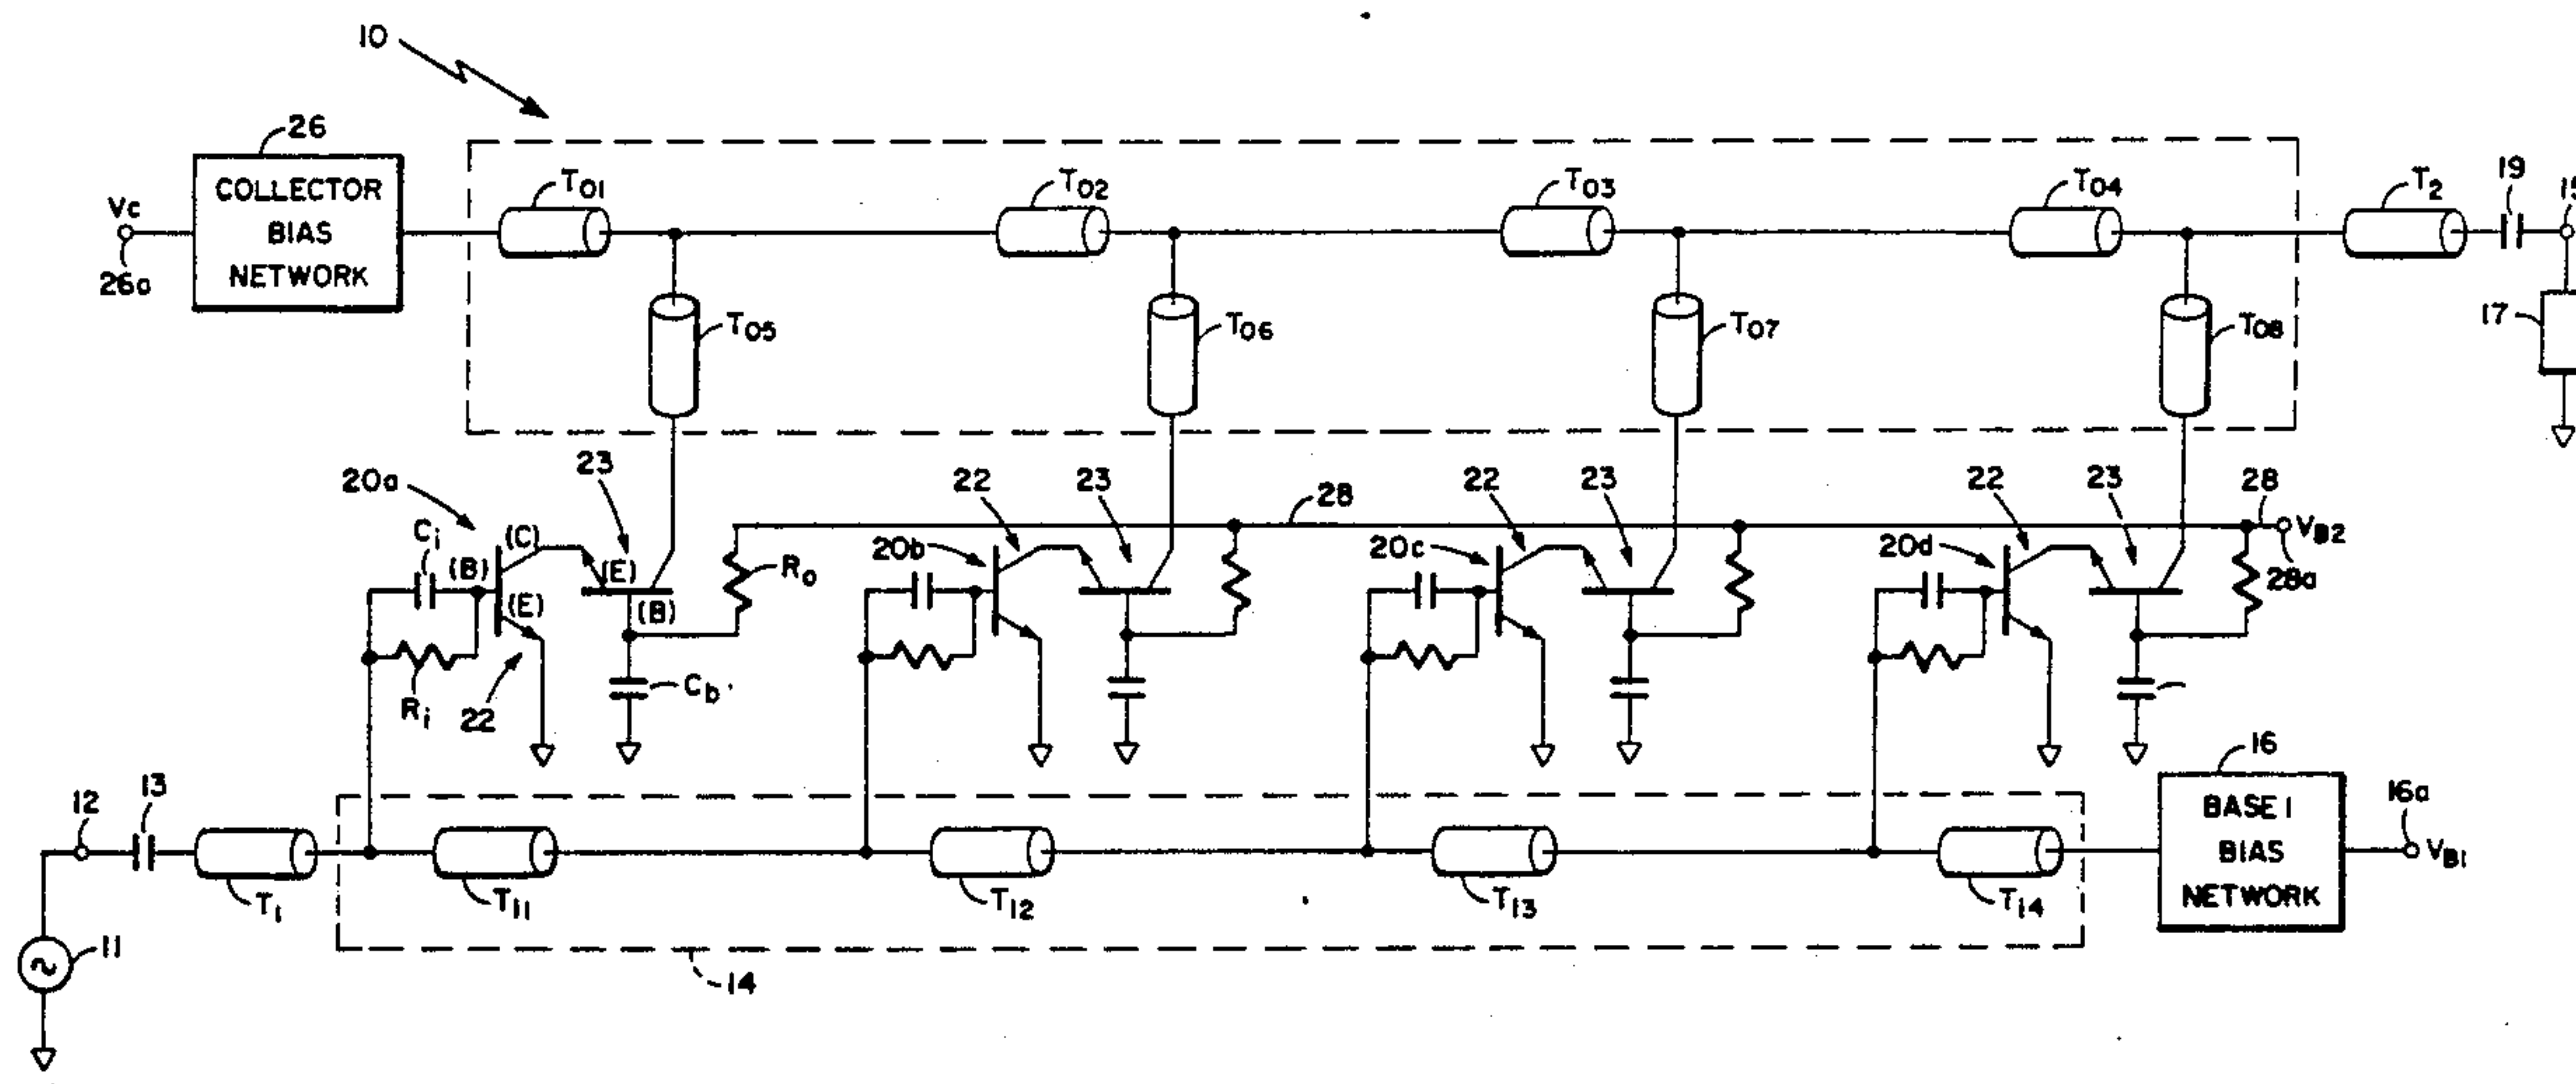 10
26
COLLECTOR
BIAS
NETWORK
Vc
26a
T01
T02
T03
T04
T2
19
15
T05
T06
T07
T08
17
20a
23
22
23
22
23
22
23
28
28
VB2
28a
Ci
(C)
(B)
(E)
(E)
(B)
Ro
20b
20c
20d
Ri
22
Cb
12
13
T1
T11
T12
T13
T14
16
BASE 1
BIAS
NETWORK
16a
VB1
11
14